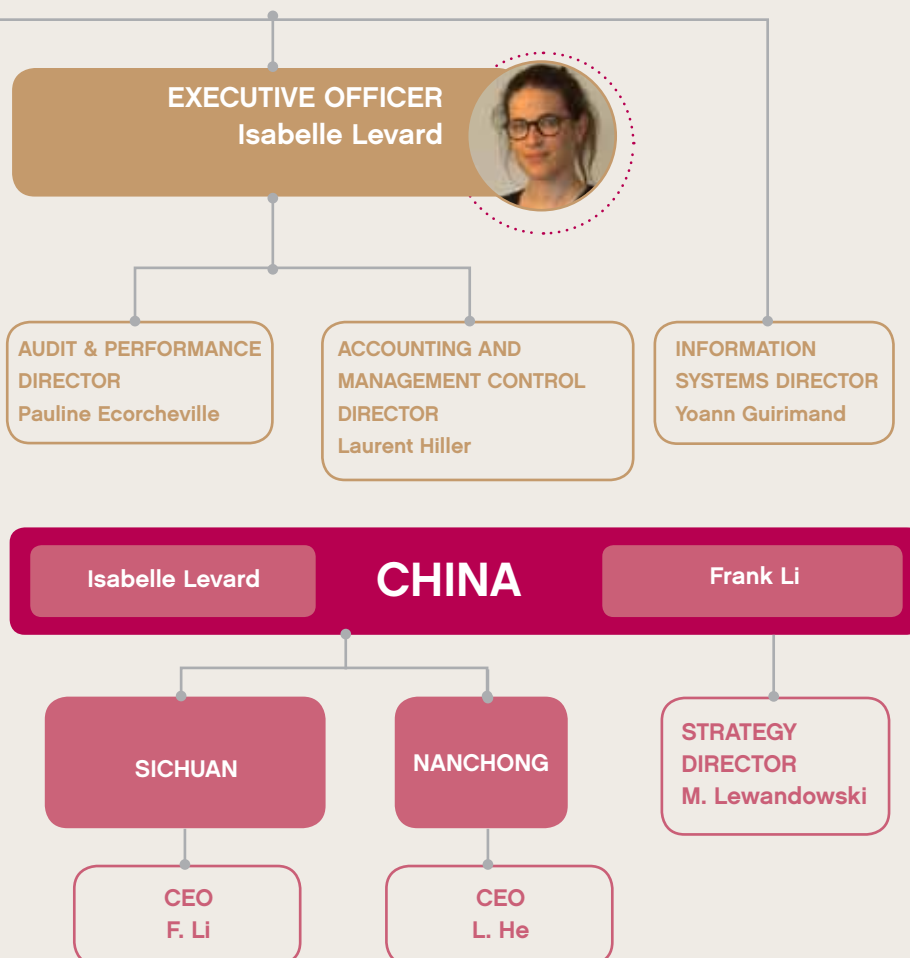 EXECUTIVE OFFICER
Isabelle Levard
AUDIT & PERFORMANCE
DIRECTOR
Pauline Ecorcheville
ACCOUNTING AND
MANAGEMENT CONTROL
DIRECTOR
Laurent Hiller
INFORMATION
SYSTEMS DIRECTOR
Yoann Guirimand
Isabelle Levard
CHINA
Frank Li
SICHUAN
NANCHONG
STRATEGY
DIRECTOR
M. Lewandowski
CEO
F. Li
CEO
L. He